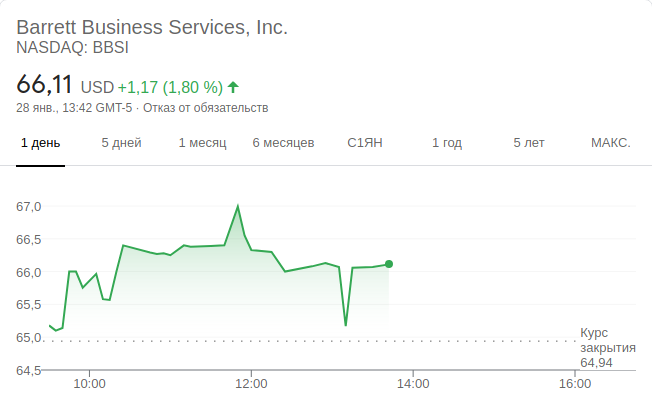 Barrett Business Services, Inc.
NASDAQ: BBSI
66,11 USD +1,17 (1,80 %)
28 янв., 13:42 GMT-5 · Отказ от обязательств
1 день 5 дней 1 месяц 6 месяцев С1ЯН 1 год 5 лет МАКС.
67,0
66,5
66,0
65,5
65,0
64,5
Курс
закрытия
64,94
10:00 12:00 14:00 16:00